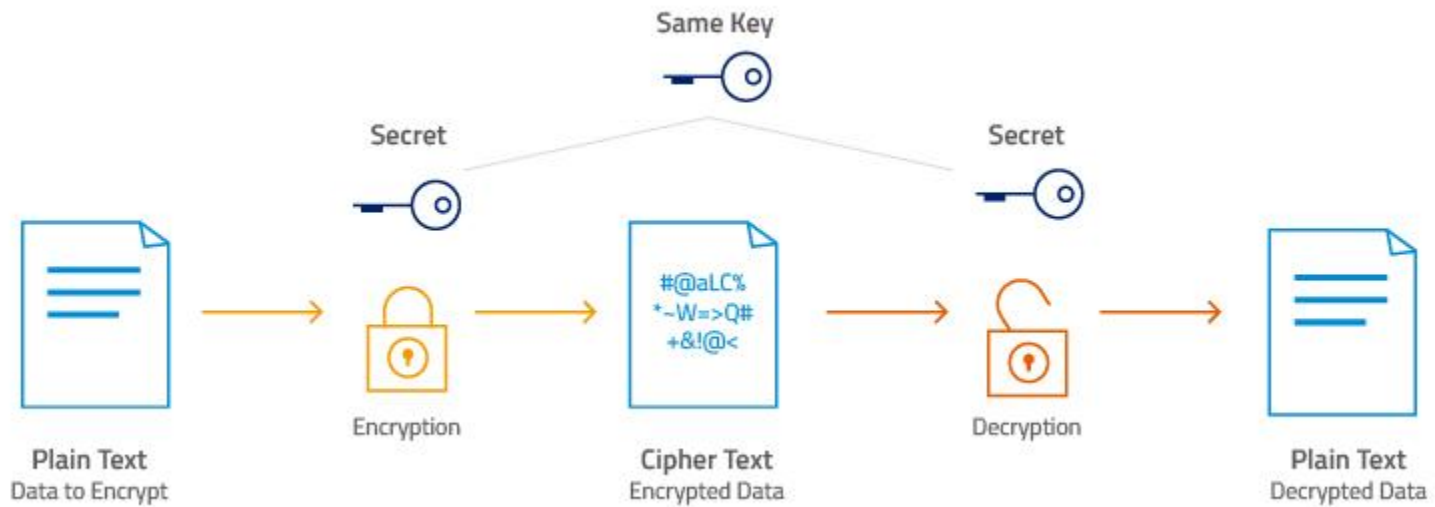 Same Key
Secret
Secret
#@aLC%
*~W=>Q#
+&!@<
Encryption
Decryption
Plain Text
Data to Encrypt
Cipher Text
Encrypted Data
Plain Text
Decrypted Data